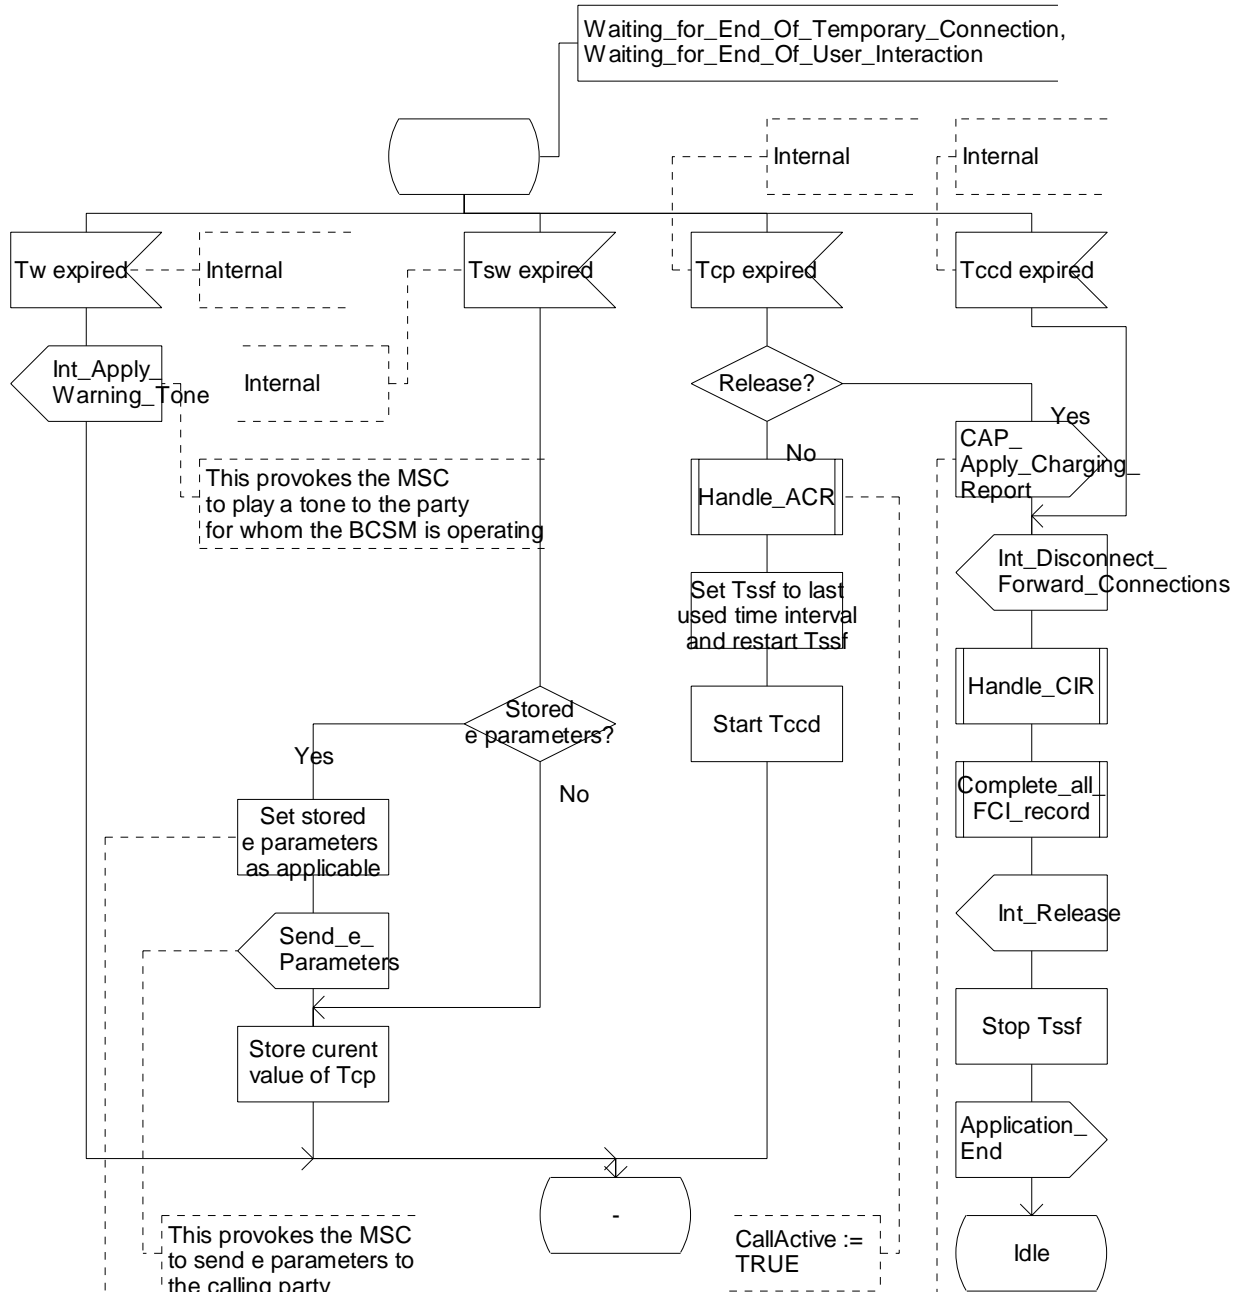 Waiting_for_End_Of_Temporary_Connection,
Waiting_for_End_Of_User_Interaction
Internal
Internal
Tw expired
Internal
Tsw expired
Tcp expired
Tccd expired
Int_Apply_
Warning_Tone
Internal
Release?
Yes
No
CAP_
Apply_Charging_
Report
This provokes the MSC
to play a tone to the party
for whom the BCSM is operating
Handle_ACR
Int_Disconnect_
Forward_Connections
Set Tssf to last
used time interval
and restart Tssf
Handle_CIR
Stored
e parameters?
Start Tccd
Yes
No
Complete_all_
FCI_record
Set stored
e parameters
as applicable
Int_Release
Send_e_
Parameters
Stop Tssf
Store curent
value of Tcp
Application_
End
-
This provokes the MSC
to send e parameters to
the calling party
CallActive :=
TRUE
Idle